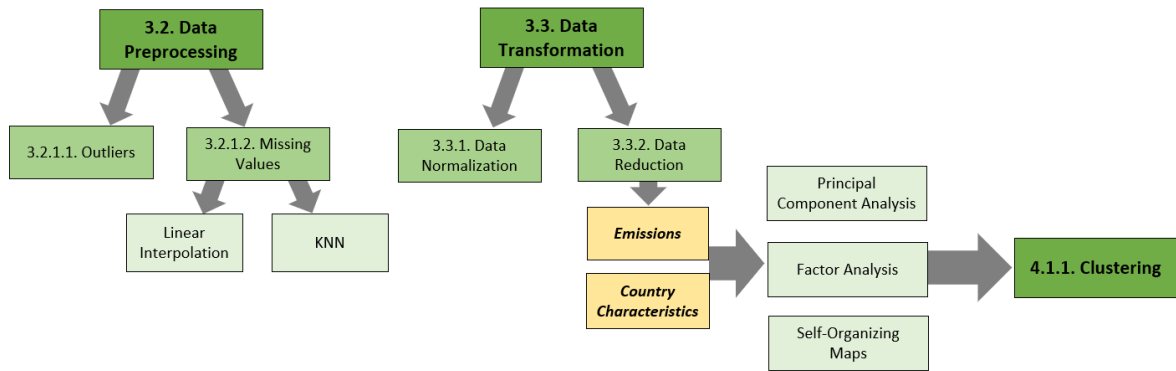 3.2. Data
Preprocessing
3.3. Data
Transformation
3.2.1.1. Outliers
3.2.1.2. Missing
Values
3.3.1. Data
Normalization
3.3.2. Data
Reduction
Linear
Interpolation
KNN
Emissions
Country
Characteristics
Principal
Component Analysis
Factor Analysis
Self-Organizing
Maps
4.1.1. Clustering